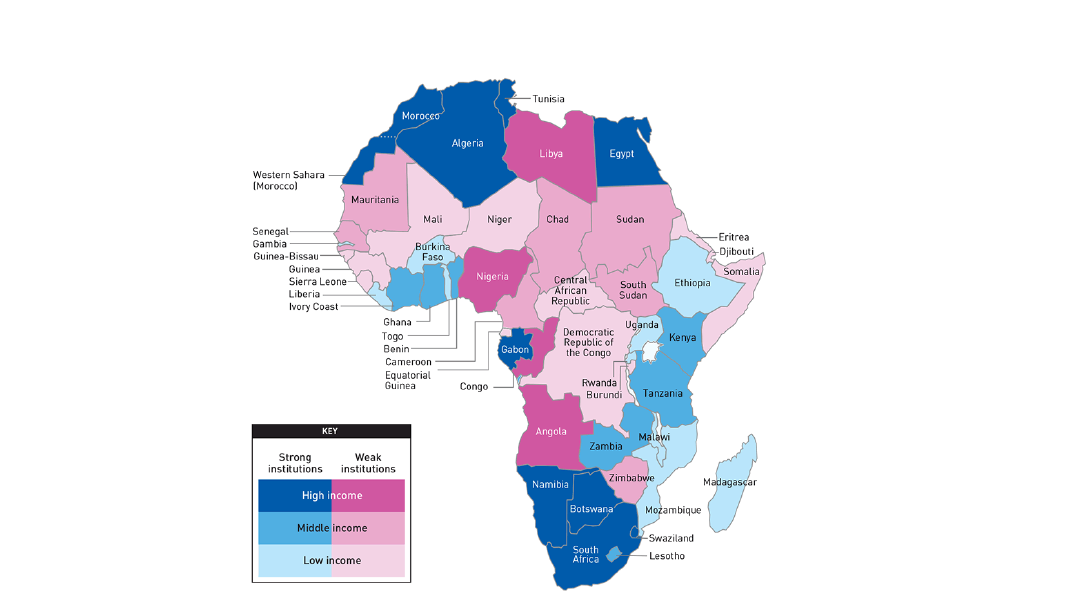 Tunisia
Morocco
Algeria
Libya
Egypt
Western Sahara
(Morocco)
Mauritania
Mali
Niger
Chad
Sudan
Senegal
Gambia
Guinea-Bissau
Guinea
Sierra Leone
Liberia
Ivory Coast
Burkina
Faso
Nigeria
Eritrea
Djibouti
Somalia
Ethiopia
Central
African
Republic
South
Sudan
Ghana
Togo
Benin
Cameroon
Equatorial
Guinea
Gabon
Congo
Democratic
Republic of
the Congo
Uganda
Kenya
Rwanda
Burundi
Tanzania
Angola
Zambia
Malawi
Zimbabwe
Madagascar
Mozambique
Namibia
Botswana
Swaziland
South
Africa
Lesotho
KEY
Strong
institutions
Weak
institutions
High income
Middle income
Low income